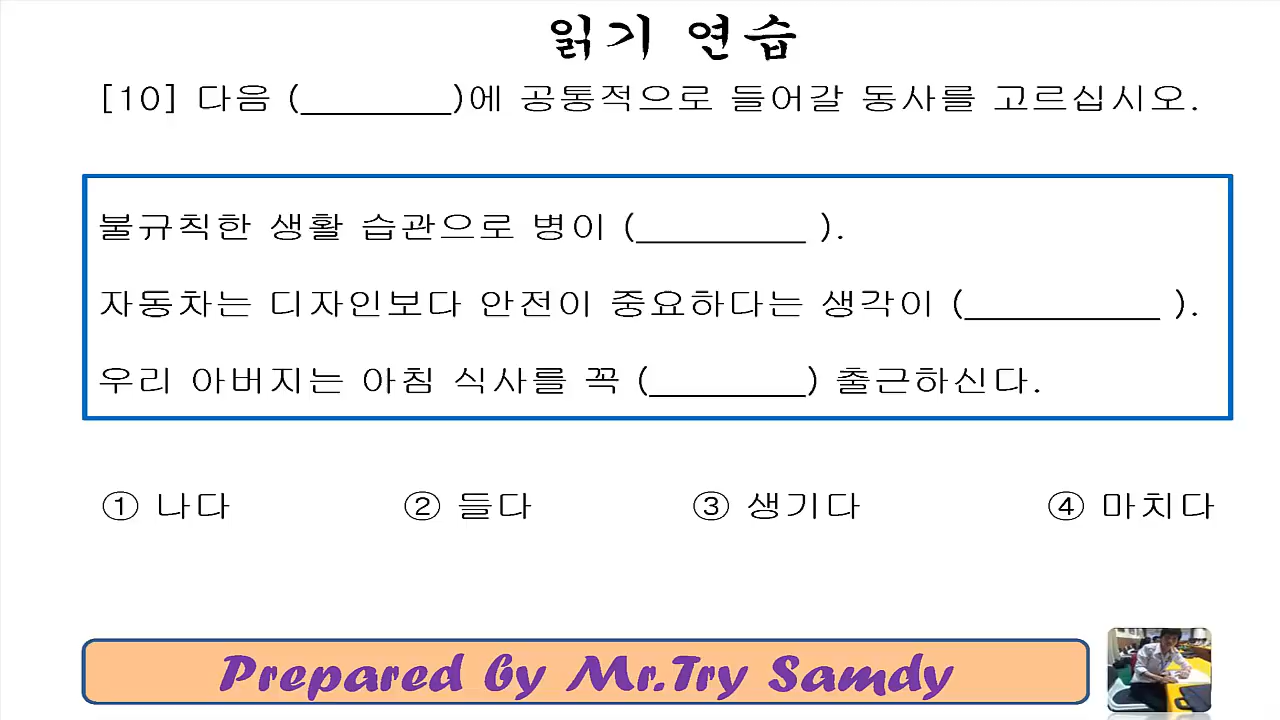 읽기 연습
[10] 다음 (________)에 공통적으로 들어갈 동사를 고르십시오.
불규칙한 생활 습관으로 병이 (_________ ).
자동차는 디자인보다 안전이 중요하다는 생각이 (__________ ).
우리 아버지는 아침 식사를 꼭 (________) 출근하신다.
① 나다 ② 들다 ③ 생기다 ④ 마치다
Prepared by Mr.Try Samdy